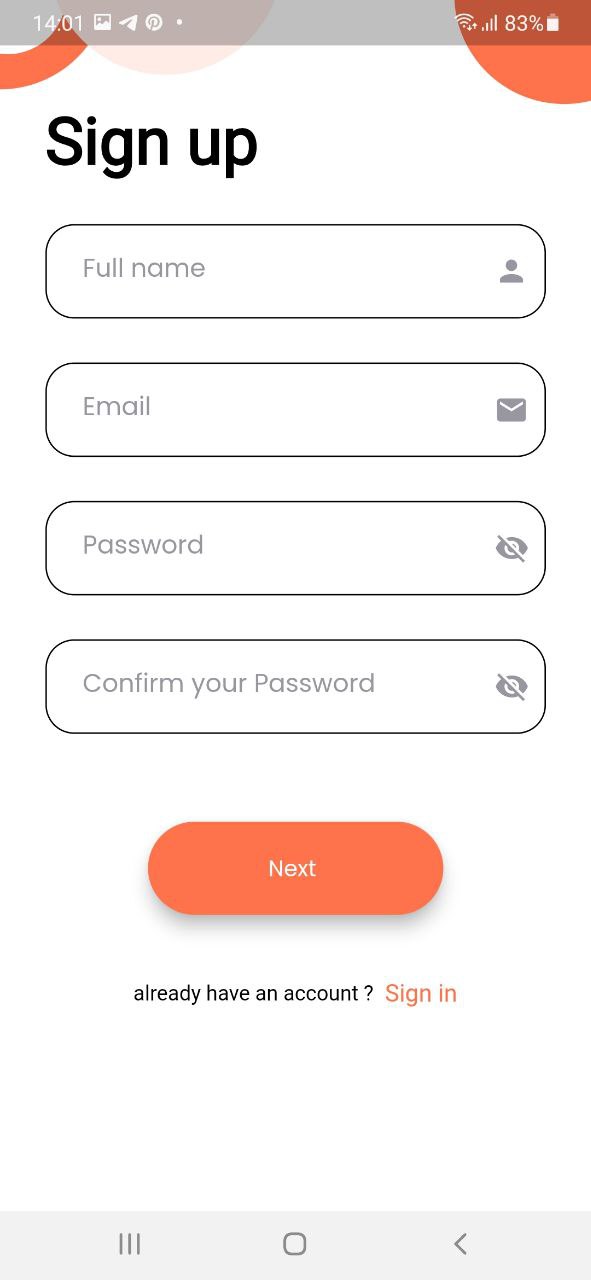 14:01
83%
Sign up
Full name
Email
Password
Confirm your Password
Next
already have an account ? Sign in